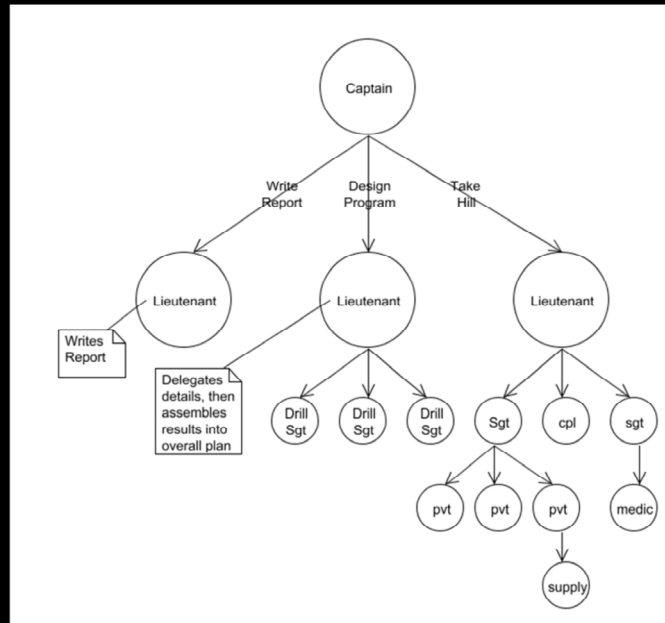 Captain
Write
Report
Design
Program
Take
Hill
Lieutenant
Lieutenant
Lieutenant
Writes
Report
Delegates
details, then
assembles
results into
overall plan
Drill
Sgt
Drill
Sgt
Drill
Sgt
Sgt
cpl
sgt
pvt
pvt
pvt
medic
supply